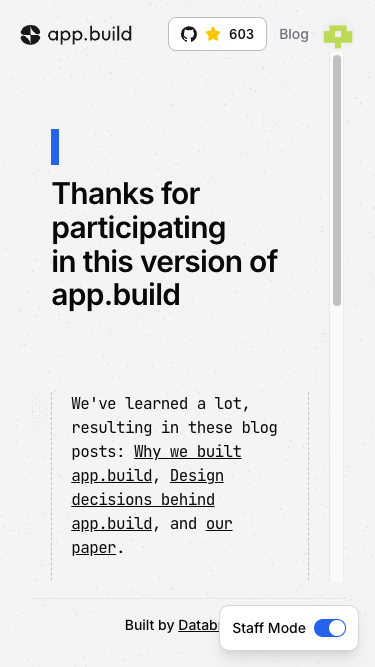 app.build
603
Blog
Thanks for
participating
in this version of
app.build
We've learned a lot,
resulting in these blog
posts: Why we built
app.build, Design
decisions behind
app.build, and our
paper.
Built by
Staff Mode